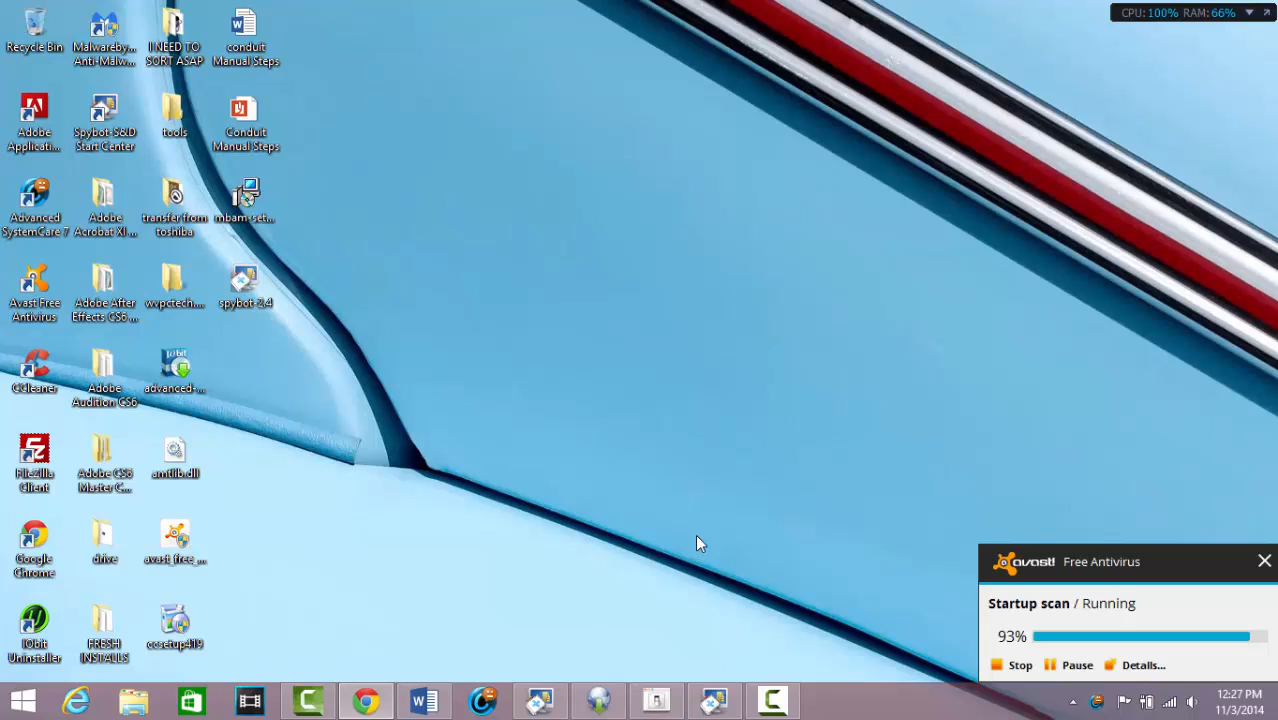 CPU:100% RAM:66%
Recycle Bin
Malwareby...
Anti-Malw...
I NEED TO
SORT ASAP
conduit
Manual Steps
Adobe
Applicati...
Spybot-S&D
Start Center
tools
Conduit
Manual Steps
Advanced
SystemCare 7
Adobe
Acrobat XI...
transfer from
toshiba
mbam-set...
Avast Free
Antivirus
Adobe After
Effects CS6...
wvpctech....
spybot-2.4
CCleaner
Adobe
Audition CS6
advanced-...
FileZilla
Client
Adobe CS6
Master C...
amtlib.dll
Google
Chrome
drive
avast_free_...
IObit
Uninstaller
FRESH
INSTALLS
ccsetup419
avast! Free Antivirus
Startup scan / Running
93%
Stop Pause Details...
12:27 PM
11/3/2014